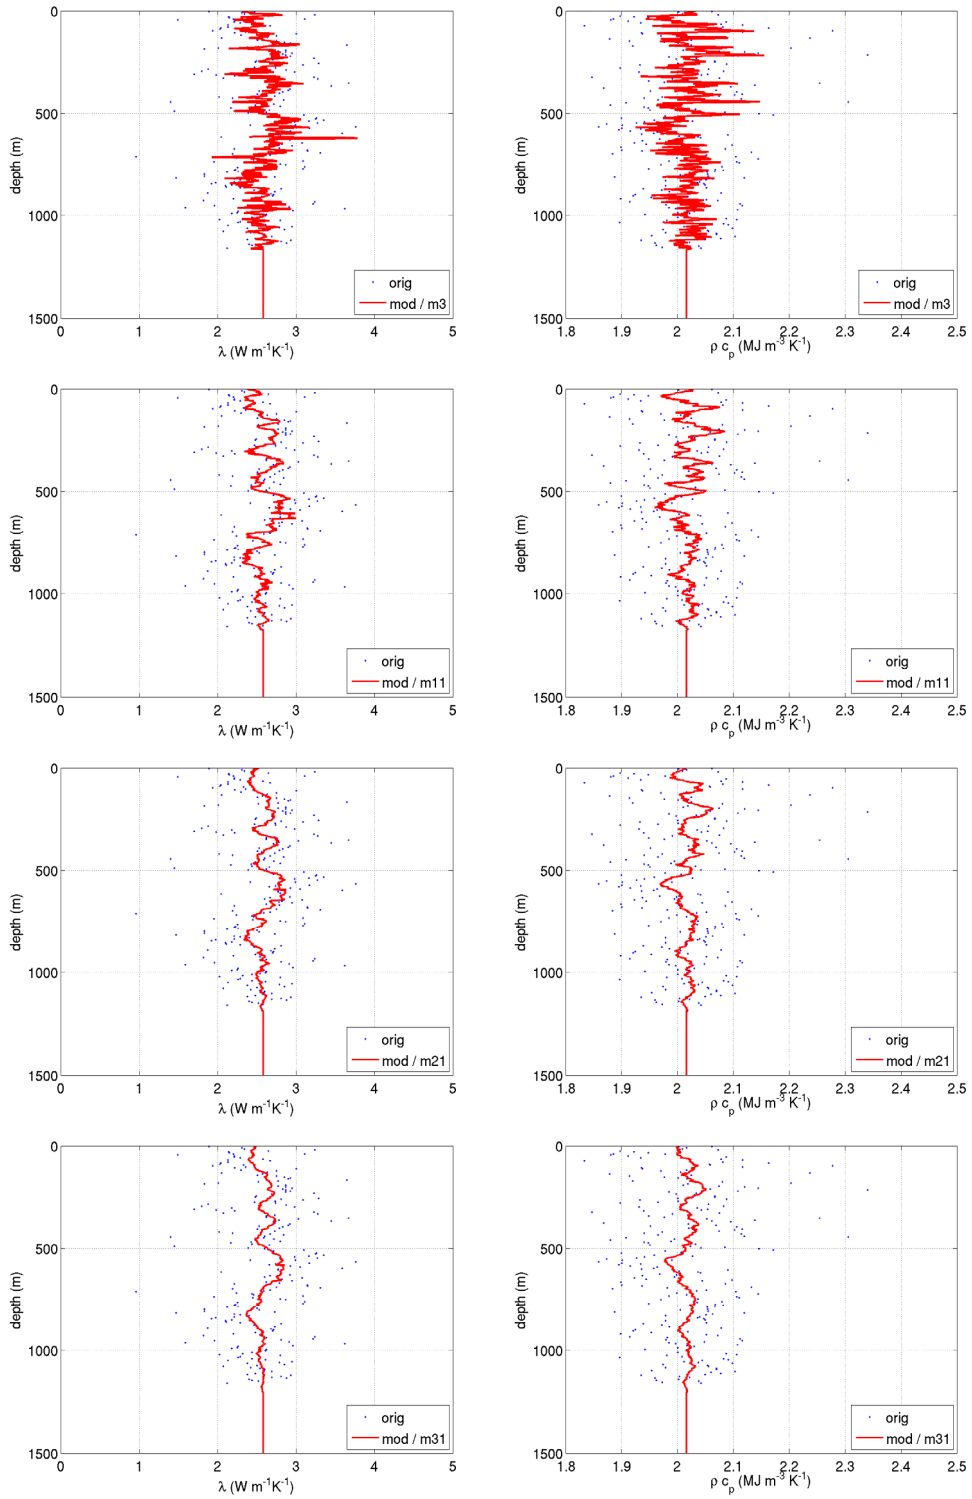 0
500
1000
1500
depth (m)
0 1 2 3 4 5
λ (W m⁻¹K⁻¹)
orig
mod / m3
0
500
1000
1500
depth (m)
1.8 1.9 2 2.1 2.2 2.3 2.4 2.5
ρ cₚ (MJ m⁻³ K⁻¹)
orig
mod / m3
0
500
1000
1500
depth (m)
0 1 2 3 4 5
λ (W m⁻¹K⁻¹)
orig
mod / m11
0
500
1000
1500
depth (m)
1.8 1.9 2 2.1 2.2 2.3 2.4 2.5
ρ cₚ (MJ m⁻³ K⁻¹)
orig
mod / m11
0
500
1000
1500
depth (m)
0 1 2 3 4 5
λ (W m⁻¹K⁻¹)
orig
mod / m21
0
500
1000
1500
depth (m)
1.8 1.9 2 2.1 2.2 2.3 2.4 2.5
ρ cₚ (MJ m⁻³ K⁻¹)
orig
mod / m21
0
500
1000
1500
depth (m)
0 1 2 3 4 5
λ (W m⁻¹K⁻¹)
orig
mod / m31
0
500
1000
1500
depth (m)
1.8 1.9 2 2.1 2.2 2.3 2.4 2.5
ρ cₚ (MJ m⁻³ K⁻¹)
orig
mod / m31